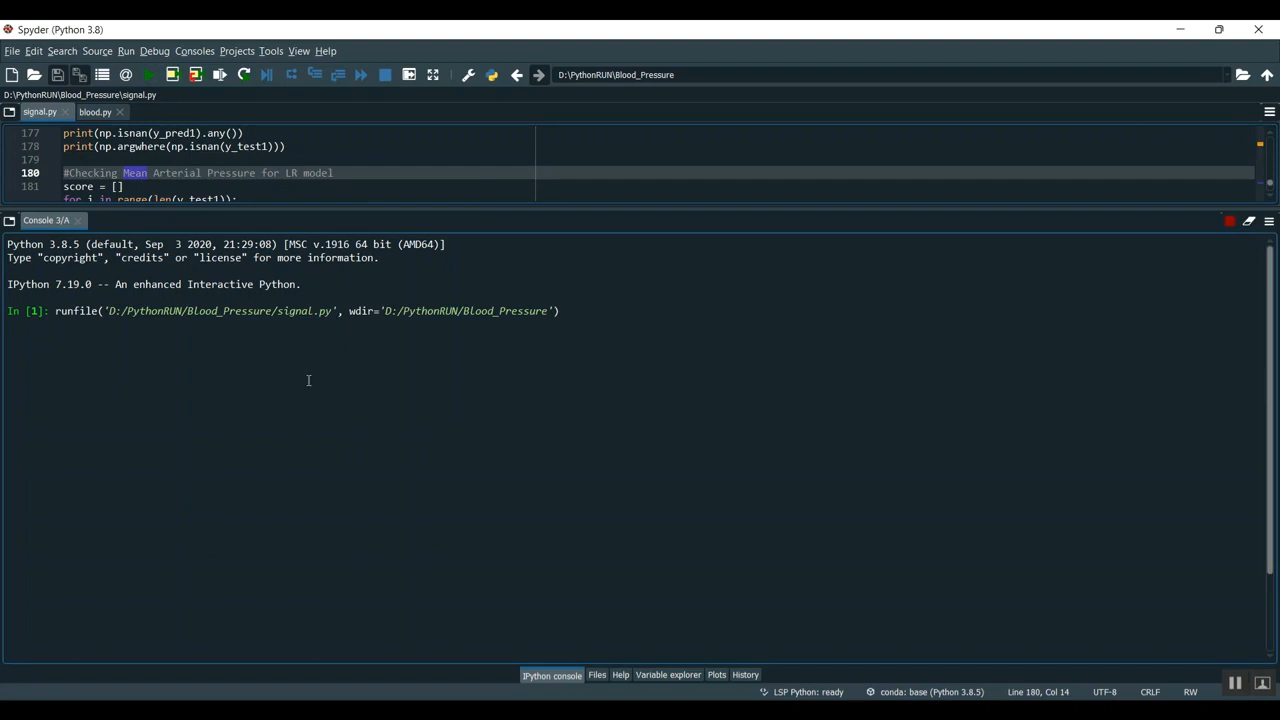 Spyder (Python 3.8)
File Edit Search Source Run Debug Consoles Projects Tools View Help
D:\PythonRUN\Blood_Pressure
D:\PythonRUN\Blood_Pressure\signal.py
signal.py blood.py
177 print(np.isnan(y_pred1).any())
178 print(np.argwhere(np.isnan(y_test1)))
179
180 #Checking Mean Arterial Pressure for LR model
181 score = []
for i in range(len(y_test1)):
Console 3/A
Python 3.8.5 (default, Sep 3 2020, 21:29:08) [MSC v.1916 64 bit (AMD64)]
Type "copyright", "credits" or "license" for more information.
IPython 7.19.0 -- An enhanced Interactive Python.
In [1]: runfile('D:/PythonRUN/Blood_Pressure/signal.py', wdir='D:/PythonRUN/Blood_Pressure')
IPython console Files Help Variable explorer Plots History
LSP Python: ready conda: base (Python 3.8.5) Line 180, Col 14 UTF-8 CRLF RW